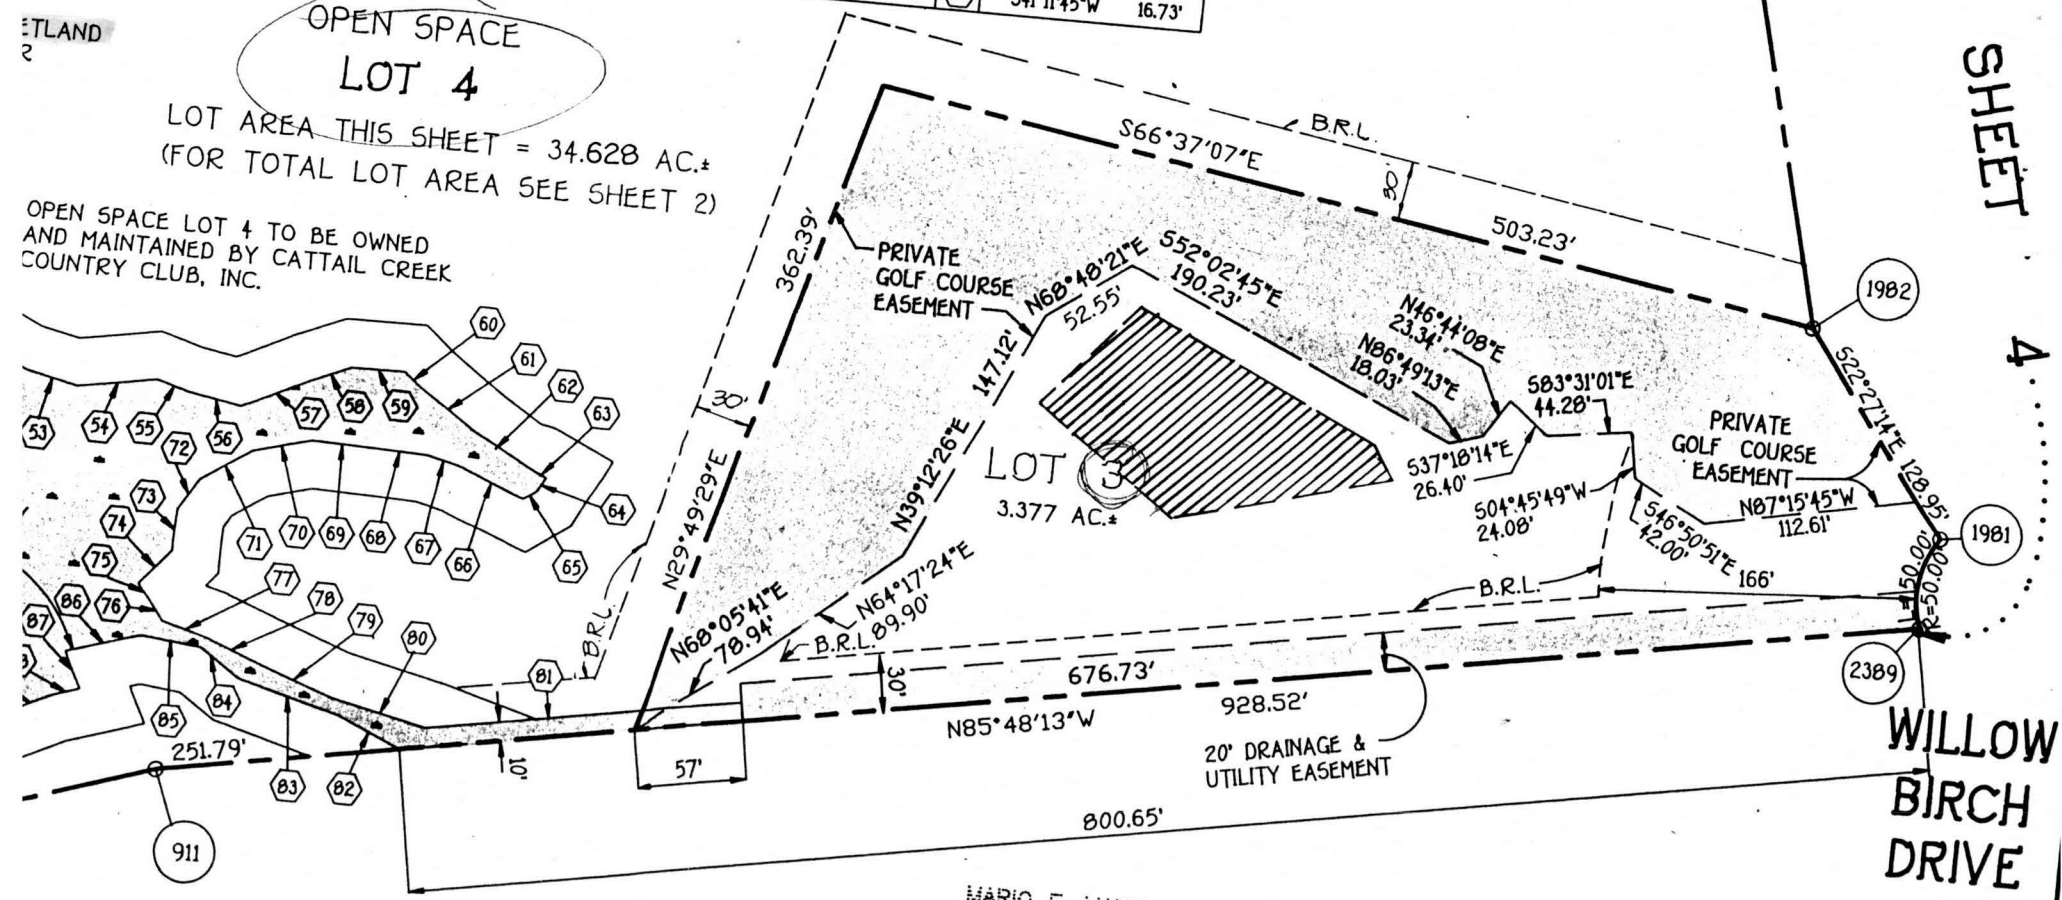 S41°11'45"W 16.73'
OPEN SPACE
LOT 4
LOT AREA THIS SHEET = 34.628 AC.±
(FOR TOTAL LOT AREA SEE SHEET 2)
OPEN SPACE LOT 4 TO BE OWNED
AND MAINTAINED BY CATTAIL CREEK
COUNTRY CLUB, INC.
SHEET 4
B.R.L.
S66°37'07"E
503.23'
30'
362.39'
N29°49'29"E
30'
PRIVATE
GOLF COURSE
EASEMENT
N68°48'21"E
52.55'
S52°02'45"E
190.23'
N46°44'08"E
23.34'
N86°49'13"E
18.03'
S83°31'01"E
44.28'
1982
S22°27'14"E 128.95'
PRIVATE
GOLF COURSE
EASEMENT
N87°15'45"W
112.61'
147.12'
N39°12'26"E
LOT 3
3.377 AC.±
S37°18'14"E
26.40'
S04°45'49"W
24.08'
S46°50'51"E
42.00'
166'
1981
R=50.00'
50.00'
2389
B.R.L.
B.R.L.
N64°17'24"E
89.90'
B.R.L.
N68°05'41"E
78.94'
30'
676.73'
928.52'
N85°48'13"W
20' DRAINAGE &
UTILITY EASEMENT
57'
800.65'
10'
251.79'
911
WILLOW
BIRCH
DRIVE
53
54
55
56
57
58
59
60
61
62
63
64
65
66
67
68
69
70
71
72
73
74
75
76
77
78
79
80
81
82
83
84
85
86
87